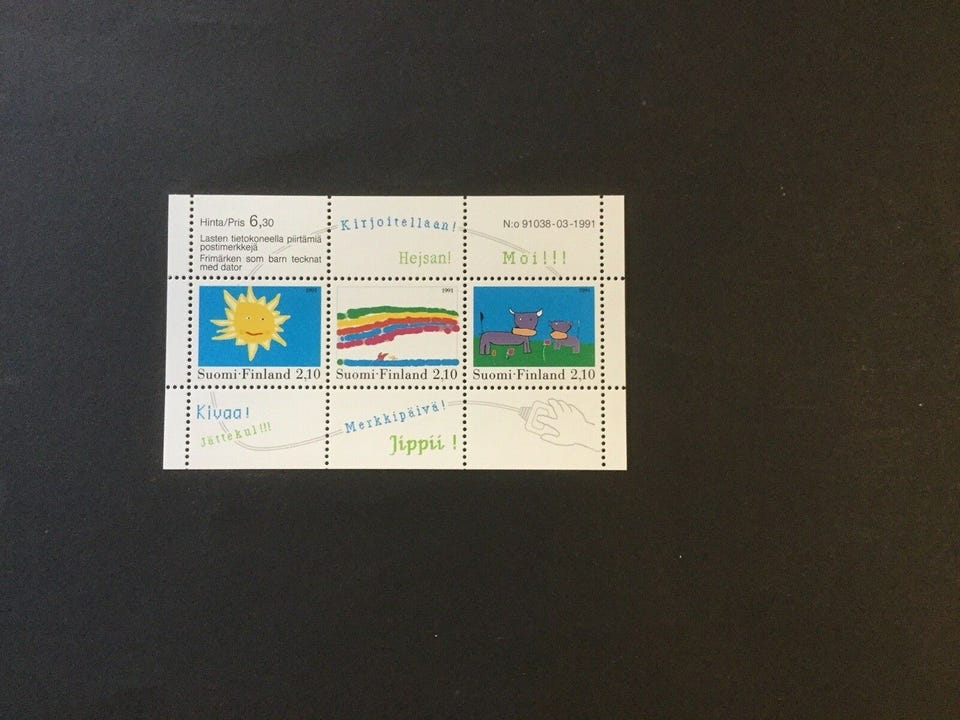 Hinta/Pris 6,30
Lasten tietokoneella piirtämiä
postimerkkejä
Frimärken som barn tecknat
med dator
Kirjoitellaan!
Hejsan!
N:o 91038-03-1991
Moi!!!
1991
Suomi·Finland 2,10
1991
Suomi·Finland 2,10
1991
Suomi·Finland 2,10
Kivaa!
Jättekul!!!
Merkkipäivä!
Jippii!